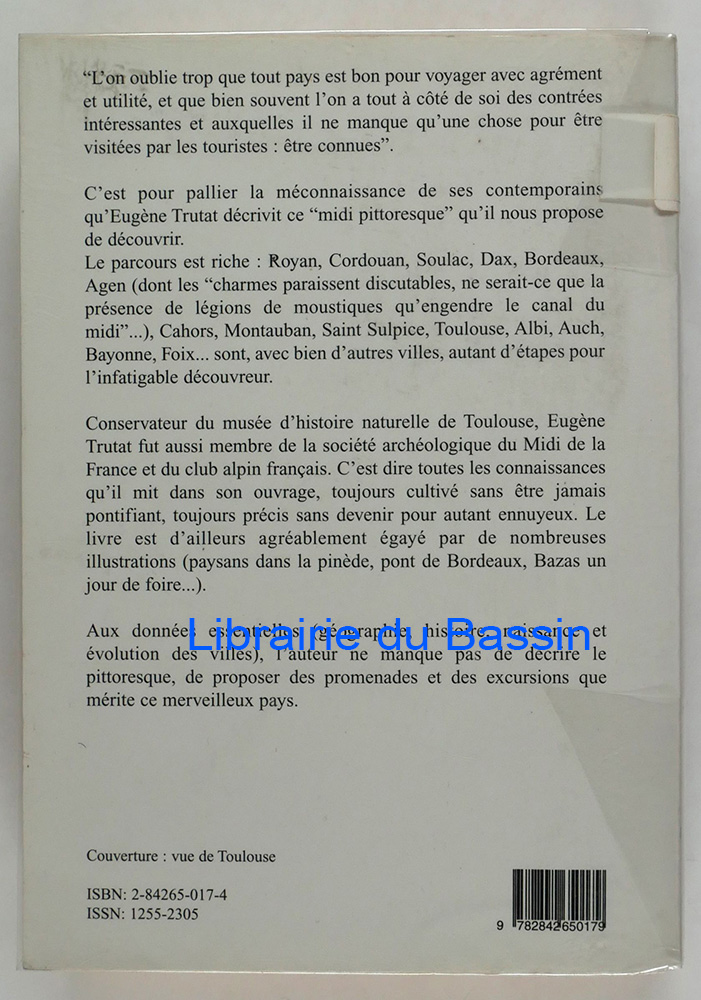 “L’on oublie trop que tout pays est bon pour voyager avec agrément
et utilité, et que bien souvent l’on a tout à côté de soi des contrées
intéressantes et auxquelles il ne manque qu’une chose pour être
visitées par les touristes : être connues”.
C’est pour pallier la méconnaissance de ses contemporains
qu’Eugène Trutat décrivit ce “midi pittoresque” qu’il nous propose
de découvrir.
Le parcours est riche : Royan, Cordouan, Soulac, Dax, Bordeaux,
Agen (dont les “charmes paraissent discutables, ne serait-ce que la
présence de légions de moustiques qu’engendre le canal du
midi”...), Cahors, Montauban, Saint Sulpice, Toulouse, Albi, Auch,
Bayonne, Foix... sont, avec bien d’autres villes, autant d’étapes pour
l’infatigable découvreur.
Conservateur du musée d’histoire naturelle de Toulouse, Eugène
Trutat fut aussi membre de la société archéologique du Midi de la
France et du club alpin français. C’est dire toutes les connaissances
qu’il mit dans son ouvrage, toujours cultivé sans être jamais
pontifiant, toujours précis sans devenir pour autant ennuyeux. Le
livre est d’ailleurs agréablement égayé par de nombreuses
illustrations (paysans dans la pinède, pont de Bordeaux, Bazas un
jour de foire...).
Aux données essentielles (géographie, histoire, naissance et
Librairie du Bassin
évolution des villes), l’auteur ne manque pas de décrire le
pittoresque, de proposer des promenades et des excursions que
mérite ce merveilleux pays.
Couverture : vue de Toulouse
ISBN: 2-84265-017-4
ISSN: 1255-2305
9 782842 650179